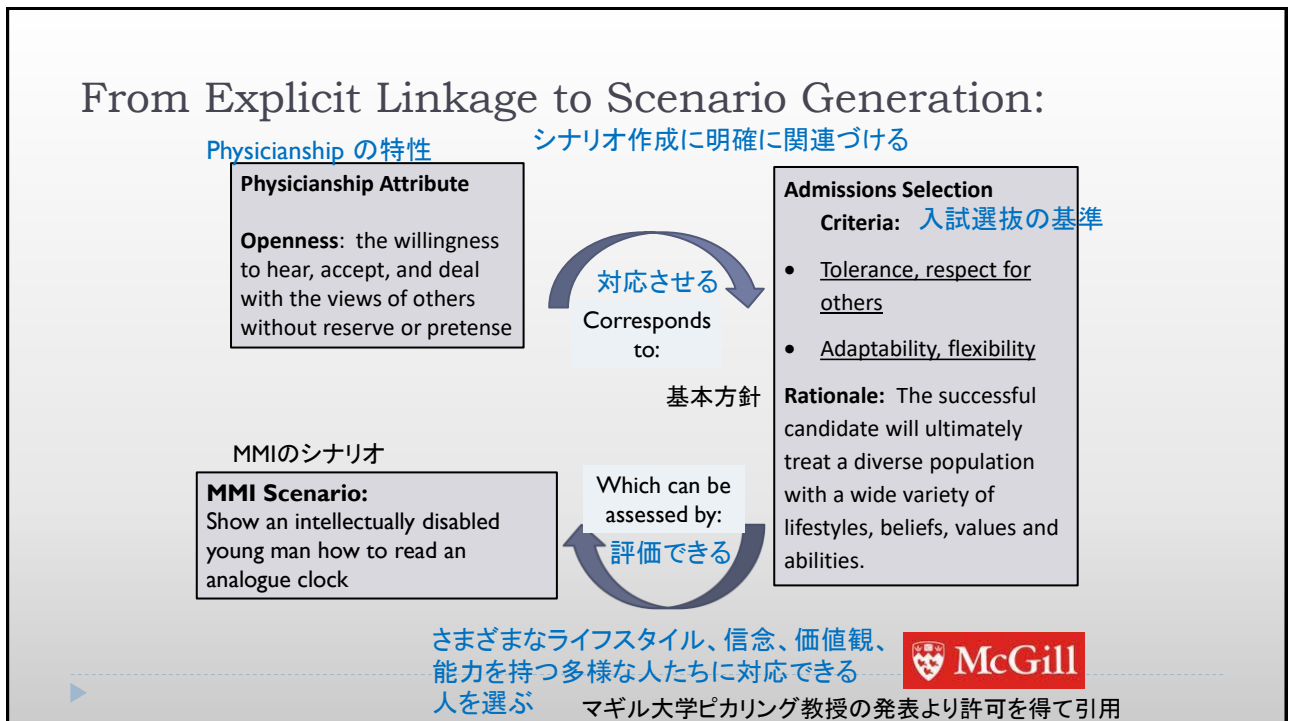 From Explicit Linkage to Scenario Generation:
シナリオ作成に明確に関連づける
Physicianship の特性
Physicianship Attribute
Openness: the willingness
to hear, accept, and deal
with the views of others
without reserve or pretense
対応させる
Corresponds
to:
Admissions Selection
Criteria: 入試選抜の基準
• Tolerance, respect for
others
• Adaptability, flexibility
基本方針
Rationale: The successful
candidate will ultimately
treat a diverse population
with a wide variety of
lifestyles, beliefs, values and
abilities.
Which can be
assessed by:
評価できる
MMIのシナリオ
MMI Scenario:
Show an intellectually disabled
young man how to read an
analogue clock
さまざまなライフスタイル、信念、価値観、
能力を持つ多様な人たちに対応できる
人を選ぶ
McGill
マギル大学ピカリング教授の発表より許可を得て引用